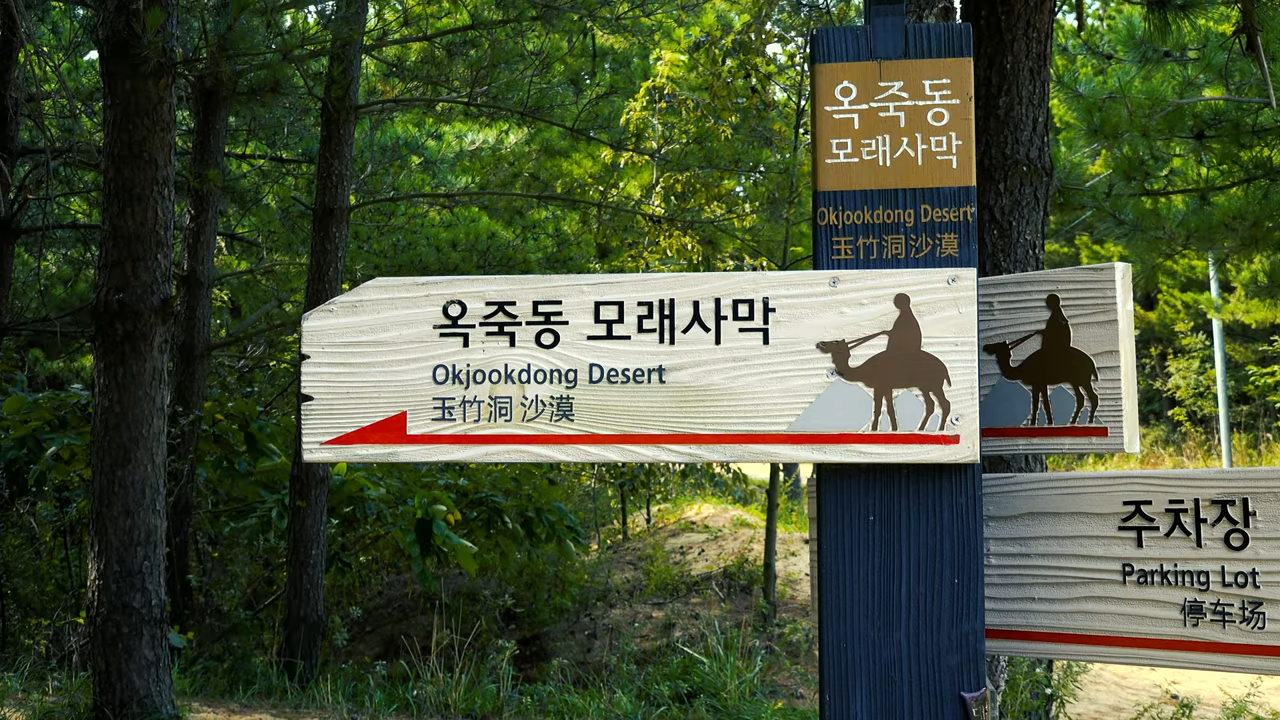 옥죽동
모래사막
Okjookdong Desert
玉竹洞沙漠
옥죽동 모래사막
Okjookdong Desert
玉竹洞 沙漠
주차장
Parking Lot
停车场